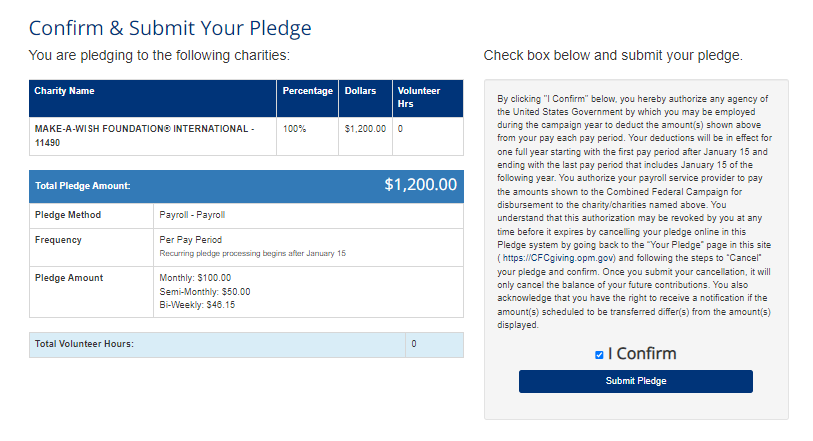 Confirm & Submit Your Pledge
You are pledging to the following charities:
Charity Name Percentage Dollars Volunteer
Hrs
MAKE-A-WISH FOUNDATION® INTERNATIONAL - 100% $1,200.00 0
11490
Total Pledge Amount: $1,200.00
Pledge Method Payroll - Payroll
Frequency Per Pay Period
Recurring pledge processing begins after January 15
Pledge Amount Monthly: $100.00
Semi-Monthly: $50.00
Bi-Weekly: $46.15
Total Volunteer Hours: 0
Check box below and submit your pledge.
By clicking "I Confirm" below, you hereby authorize any agency of
the United States Government by which you may be employed
during the campaign year to deduct the amount(s) shown above
from your pay each pay period. Your deductions will be in effect for
one full year starting with the first pay period after January 15 and
ending with the last pay period that includes January 15 of the
following year. You authorize your payroll service provider to pay
the amounts shown to the Combined Federal Campaign for
disbursement to the charity/charities named above. You
understand that this authorization may be revoked by you at any
time before it expires by cancelling your pledge online in this
Pledge system by going back to the "Your Pledge" page in this site
( https://CFCgiving.opm.gov) and following the steps to "Cancel"
your pledge and confirm. Once you submit your cancellation, it will
only cancel the balance of your future contributions. You also
acknowledge that you have the right to receive a notification if the
amount(s) scheduled to be transferred differ(s) from the amount(s)
displayed.
I Confirm
Submit Pledge